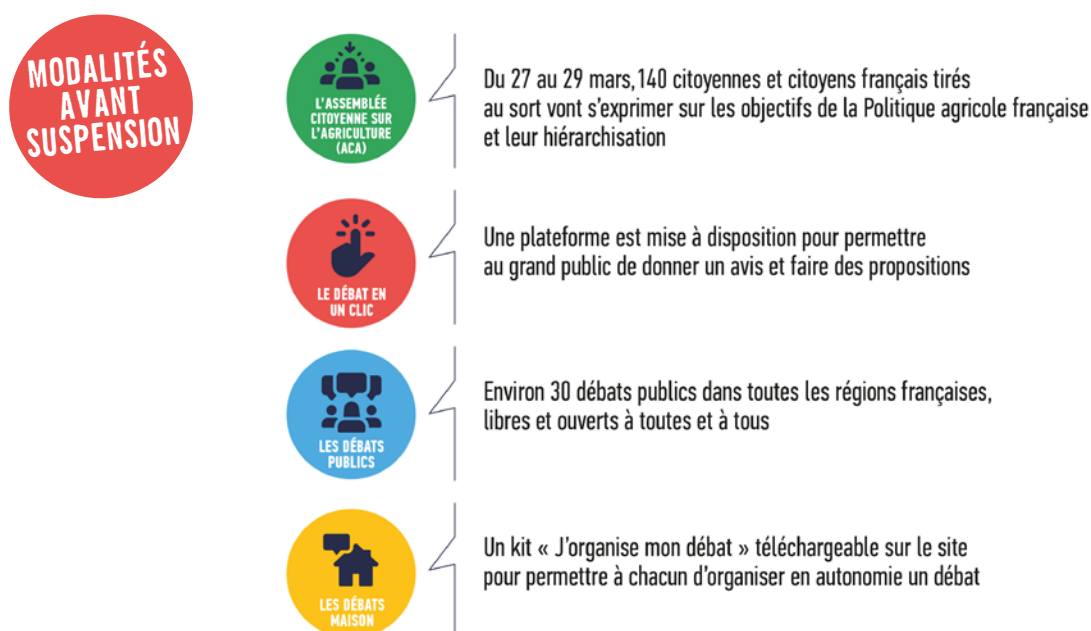 MODALITÉS
AVANT
SUSPENSION
L'ASSEMBLÉE
CITOYENNE SUR
L'AGRICULTURE
(ACA)
Du 27 au 29 mars, 140 citoyennes et citoyens français tirés
au sort vont s'exprimer sur les objectifs de la Politique agricole française
et leur hiérarchisation
LE DÉBAT EN
UN CLIC
Une plateforme est mise à disposition pour permettre
au grand public de donner un avis et faire des propositions
LES DÉBATS
PUBLICS
Environ 30 débats publics dans toutes les régions françaises,
libres et ouverts à toutes et à tous
LES DÉBATS
MAISON
Un kit « J'organise mon débat » téléchargeable sur le site
pour permettre à chacun d'organiser en autonomie un débat